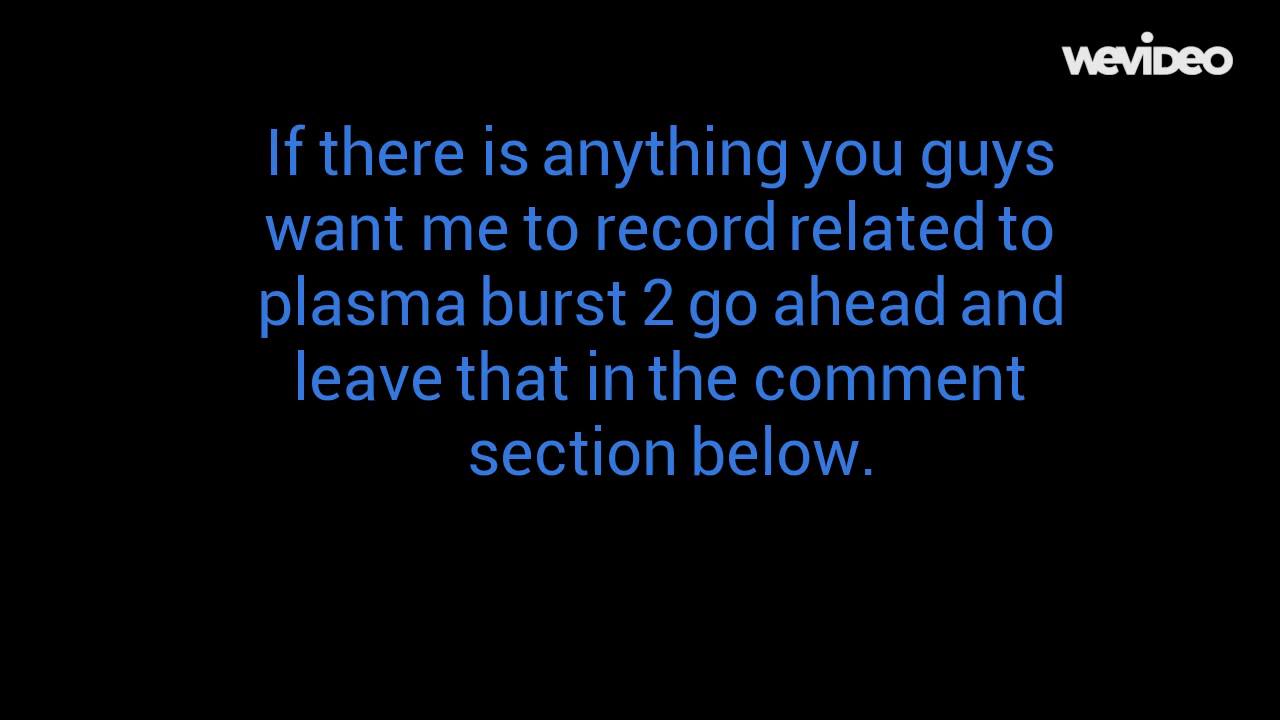 wevideo
If there is anything you guys
want me to record related to
plasma burst 2 go ahead and
leave that in the comment
section below.